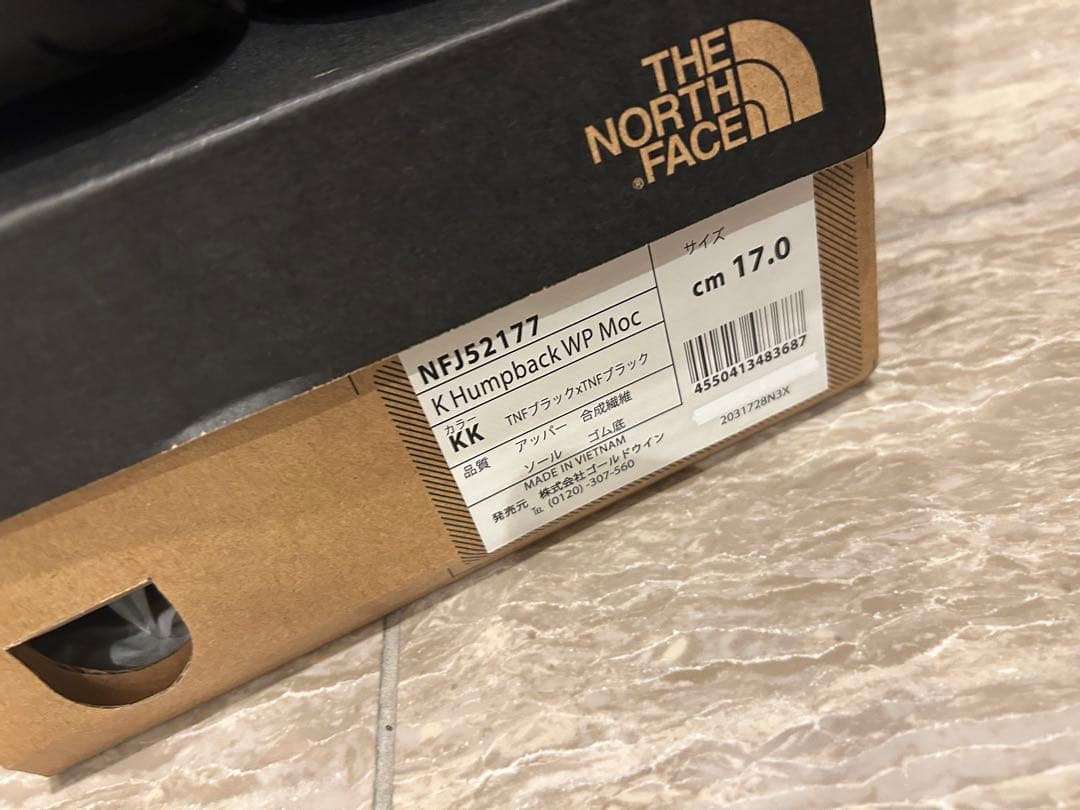 THE
NORTH
FACE
®
NFJ52177
K Humpback WP Moc
カラー
KK TNFブラック×TNFブラック
品質 アッパー 合成繊維
ソール ゴム底
MADE IN VIETNAM
発売元 株式会社ゴールドウイン
℡ (0120) -307-560
サイズ
cm 17.0
4550413483687
2031728N3X